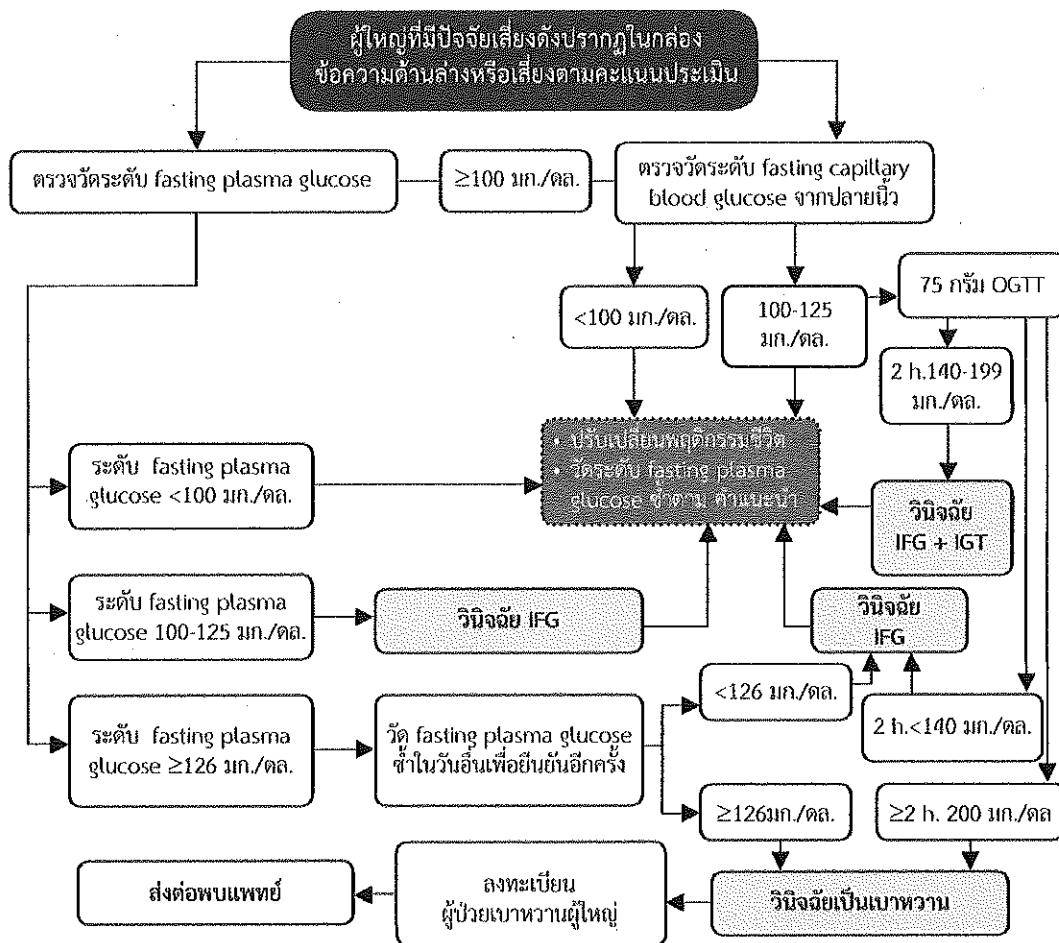 ผู้ใหญ่ที่มีปัจจัยเสี่ยงดังปรากฏในกล่อง
ข้อความด้านล่างหรือเสี่ยงตามคะแนนประเมิน
ตรวจวัดระดับ fasting plasma glucose
≥100 มก./ดล.
ตรวจวัดระดับ fasting capillary
blood glucose จากปลายนิ้ว
<100 มก./ดล.
100-125
มก./ดล.
75 กรัม OGTT
2 h.140-199
มก./ดล.
• ปรับเปลี่ยนพฤติกรรมชีวิต
• วัดระดับ fasting plasma
glucose ซ้ำตาม คำแนะนำ
ระดับ fasting plasma
glucose <100 มก./ดล.
วินิจฉัย
IFG + IGT
ระดับ fasting plasma
glucose 100-125 มก./ดล.
วินิจฉัย IFG
วินิจฉัย
IFG
<126 มก./ดล.
2 h.<140 มก./ดล.
ระดับ fasting plasma
glucose ≥126 มก./ดล.
วัด fasting plasma glucose
ซ้ำในวันอื่นเพื่อยืนยันอีกครั้ง
≥126มก./ดล.
≥2 h. 200 มก./ดล
ส่งต่อพบแพทย์
ลงทะเบียน
ผู้ป่วยเบาหวานผู้ใหญ่
วินิจฉัยเป็นเบาหวาน